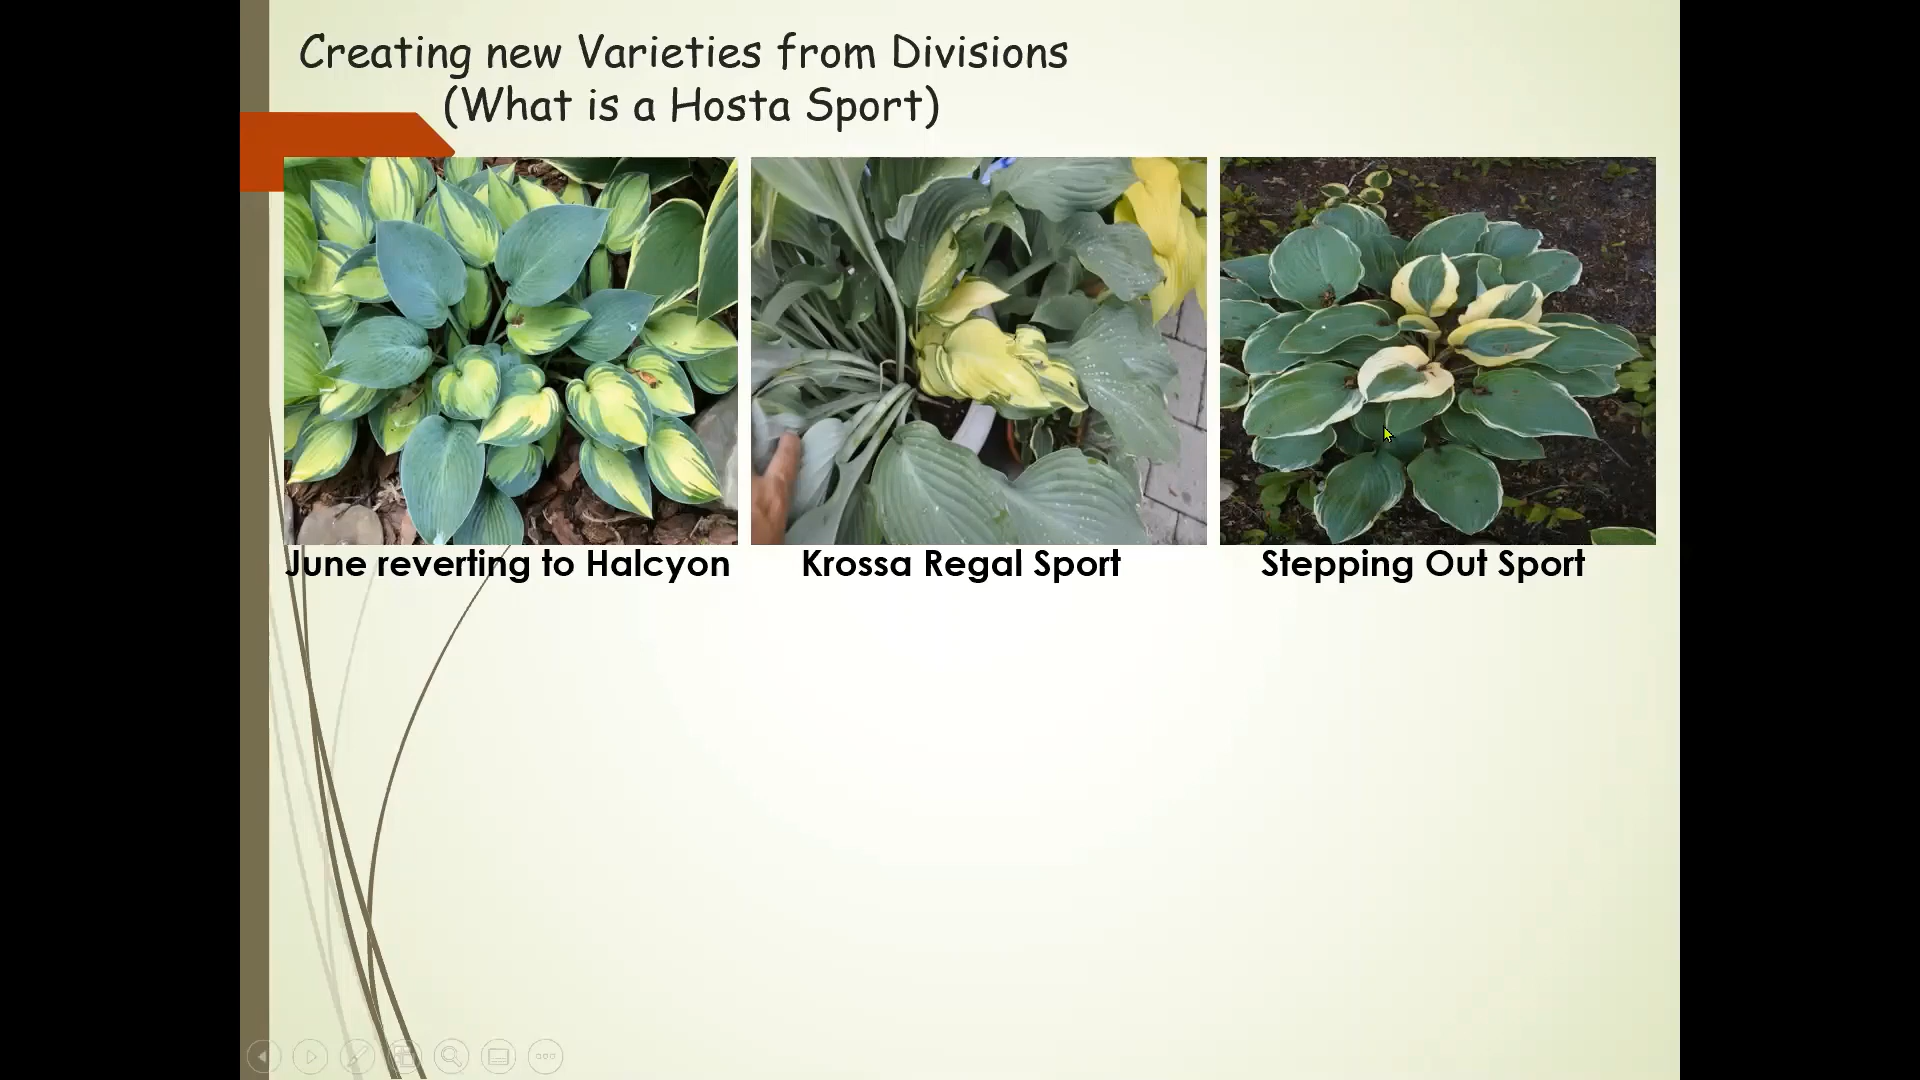 Creating new Varieties from Divisions
(What is a Hosta Sport)
June reverting to Halcyon
Krossa Regal Sport
Stepping Out Sport